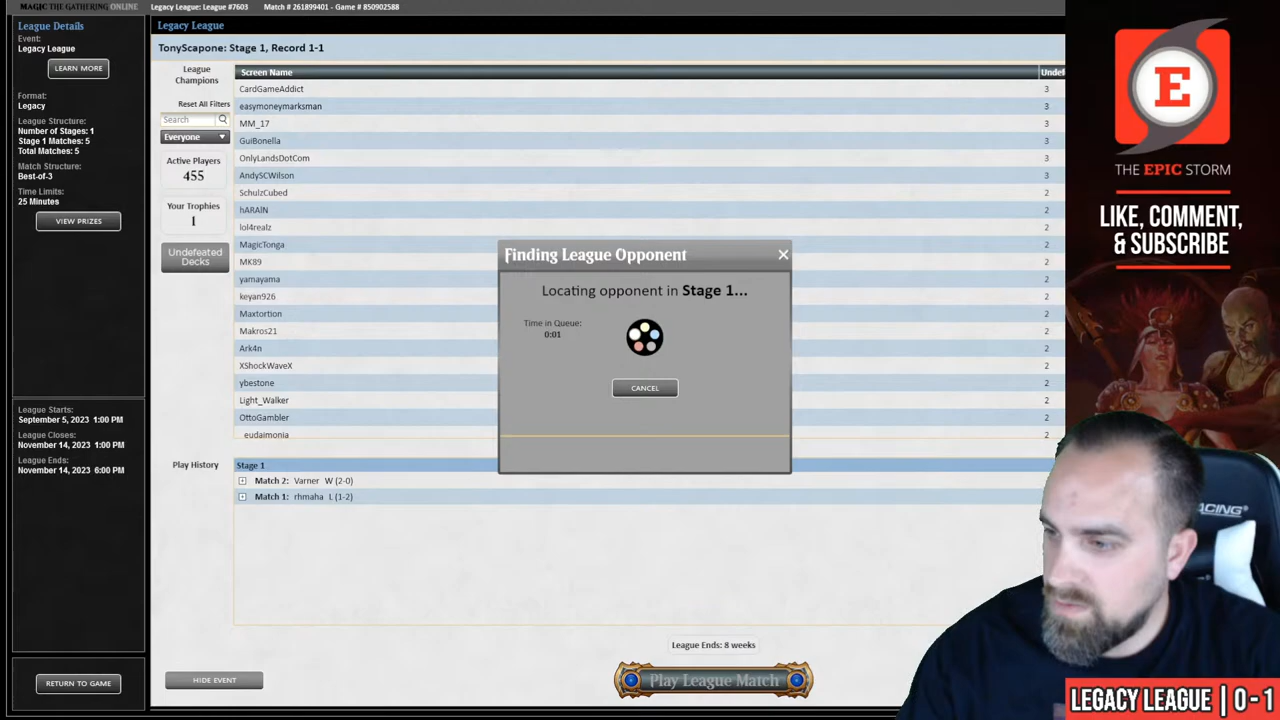 MAGIC THE GATHERING ONLINE
Legacy League: League #7603
Match # 261899401 - Game # 850902588
League Details
Event:
Legacy League
LEARN MORE
Format:
Legacy
League Structure:
Number of Stages: 1
Stage 1 Matches: 5
Total Matches: 5
Match Structure:
Best-of-3
Time Limits:
25 Minutes
VIEW PRIZES
League Starts:
September 5, 2023 1:00 PM
League Closes:
November 14, 2023 1:00 PM
League Ends:
November 14, 2023 6:00 PM
RETURN TO GAME
Legacy League
TonyScapone: Stage 1, Record 1-1
League
Champions
Reset All Filters
Search
Everyone
Active Players
455
Your Trophies
1
Undefeated
Decks
Screen Name Undef
CardGameAddict 3
easymoneymarksman 3
MM_17 3
GuiBonella 3
OnlyLandsDotCom 3
AndySCWilson 3
SchulzCubed 2
hARAlN 2
lol4realz 2
MagicTonga 2
MK89 2
yamayama 2
keyan926 2
Maxtortion 2
Makros21 2
Ark4n 2
XShockWaveX 2
ybestone 2
Light_Walker 2
OttoGambler 2
eudaimonia 2
Finding League Opponent
Locating opponent in Stage 1...
Time in Queue:
0:01
CANCEL
Play History
Stage 1
Match 2: Varner W (2-0)
Match 1: rhmaha L (1-2)
League Ends: 8 weeks
HIDE EVENT
Play League Match
E
THE EPIC STORM
LIKE, COMMENT,
& SUBSCRIBE
LEGACY LEAGUE | 0-1